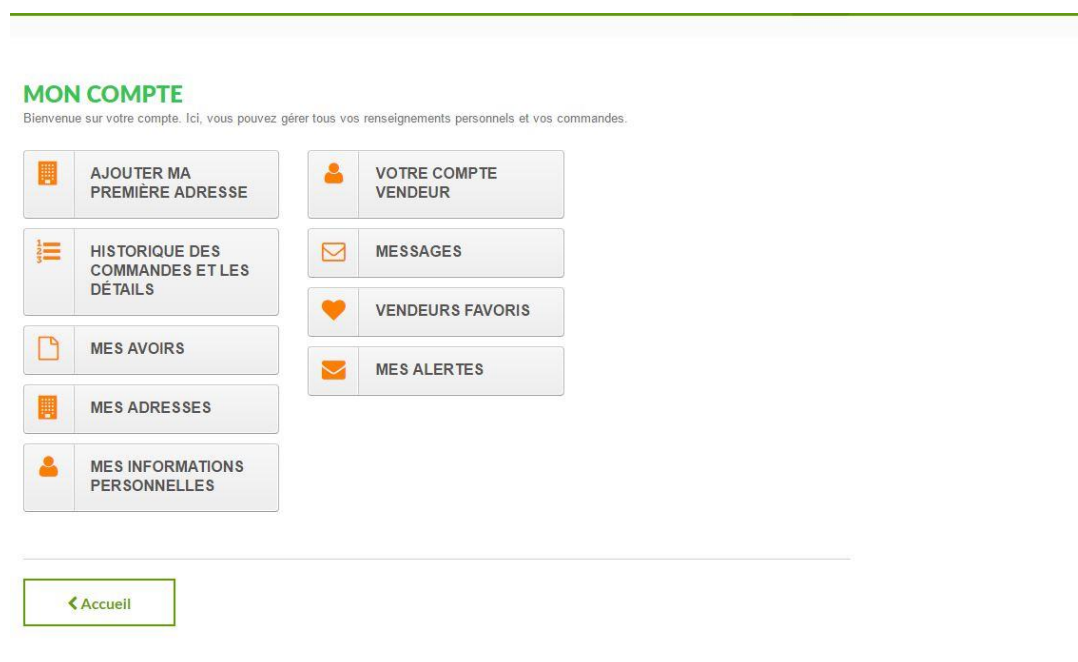 MON COMPTE
Bienvenue sur votre compte. Ici, vous pouvez gérer tous vos renseignements personnels et vos commandes.
AJOUTER MA
PREMIÈRE ADRESSE
HISTORIQUE DES
COMMANDES ET LES
DÉTAILS
MES AVOIRS
MES ADRESSES
MES INFORMATIONS
PERSONNELLES
VOTRE COMPTE
VENDEUR
MESSAGES
VENDEURS FAVORIS
MES ALERTES
Accueil